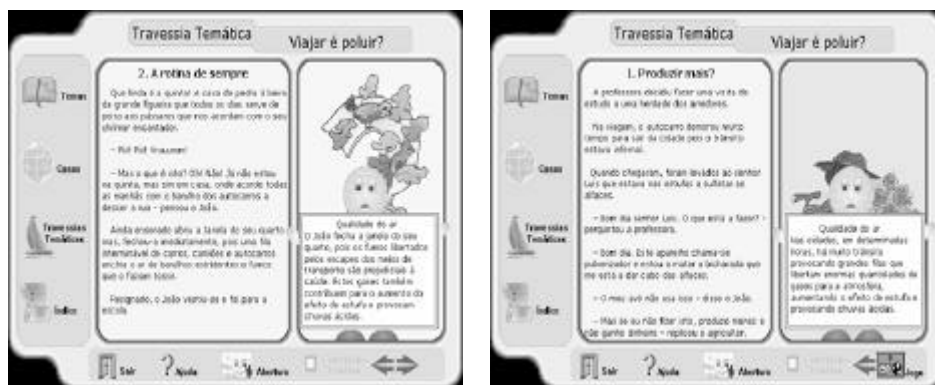 Travessia Temática
Viajar é poluir?
Temas
Casos
Travessias
Temáticas
Índice
2. A rotina de sempre
Que linda é a quinta! A casa de pedra à beira
da grande figueira que todos os dias serve de
poiso aos pássaros que nos acordam com o seu
chilrear encantador.
– Mas o que é isto? Oh! Não! Já não estou
na quinta, mas sim em casa, onde acordo todas
as manhãs com o barulho dos autocarros a
descer a rua – pensou o João.
Ainda ensonado abriu a janela do seu quarto
mas, fechou-a imediatamente, pois uma fila
interminável de carros, camiões e autocarros
enchia o ar de barulhos estridentes e fumos
que o faziam tossir.
Resignado, o João vestiu-se e foi para a
escola.
Qualidade do ar
O João fecha a janela do seu
quarto, pois os fumos libertados
pelos escapes dos meios de
transporte são prejudiciais à
saúde. Estes gases também
contribuem para o aumento do
efeito de estufa e provocam
chuvas ácidas.
Sair
Ajuda
Abertura
Travessia Temática
Viajar é poluir?
Temas
Casos
Travessias
Temáticas
Índice
1. Produzir mais?
A professora decidiu fazer uma visita de
estudo a uma herdade dos arredores.
Na viagem, o autocarro demorou muito
tempo para sair da cidade pois o trânsito
estava infernal.
Quando chegaram, foram levados ao senhor
Luís que estava nas estufas a sulfatar as
alfaces.
– Bom dia senhor Luís. O que está a fazer? -
perguntou a professora.
– Bom dia. Este aparelho chama-se
pulverizador e estou a matar a bicharada que
me está a dar cabo das alfaces.
– O meu avô não usa isso – disse o João.
– Mas se eu não fizer isto, produzo menos e
não ganho dinheiro – replicou o agricultor.
Qualidade do ar
Nas cidades, em determinadas
horas, há muito trânsito
provocando grandes filas que
libertam enormes quantidades de
gases para a atmosfera,
aumentando o efeito de estufa e
provocando chuvas ácidas.
Sair
Ajuda
Abertura
Jogo